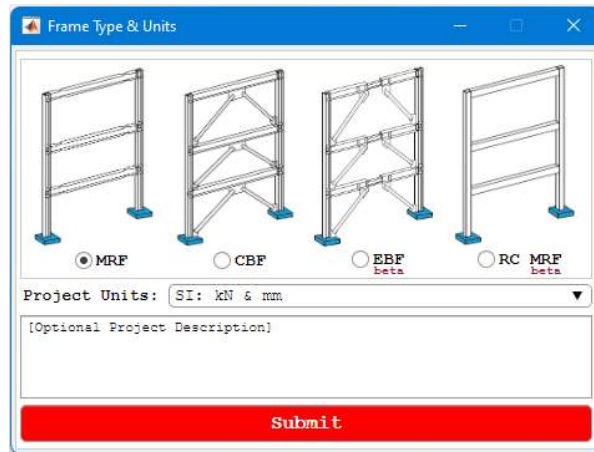 Frame Type & Units
MRF
CBF
EBF
beta
RC MRF
beta
Project Units: SI: kN & mm
[Optional Project Description]
Submit